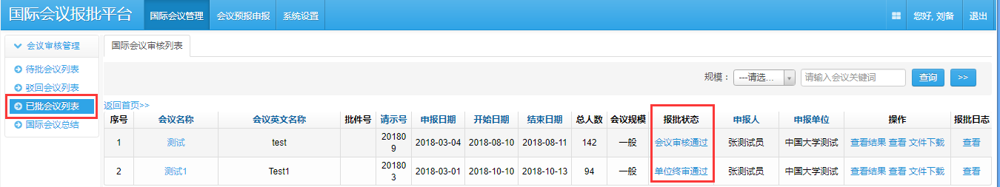 国际会议报批平台 国际会议管理 会议预报申报 系统设置 您好, 刘备 退出
会议审核管理
待批会议列表
驳回会议列表
已批会议列表
国际会议总结
国际会议审核列表
规模： ---请选... 请输入会议关键词 查询 >>
返回首页>>
序号 会议名称 会议英文名称 批件号 请示号 申报日期 开始日期 结束日期 总人数 会议规模 报批状态 申报人 申报单位 操作 报批日志
1 测试 test 201809 2018-03-04 2018-08-10 2018-08-11 142 一般 会议审核通过 张测试员 中国大学测试 查看结果 查看 文件下载 查看
2 测试1 Test1 201803 2018-03-01 2018-10-10 2018-10-13 94 一般 单位终审通过 张测试员 中国大学测试 查看结果 查看 文件下载 查看